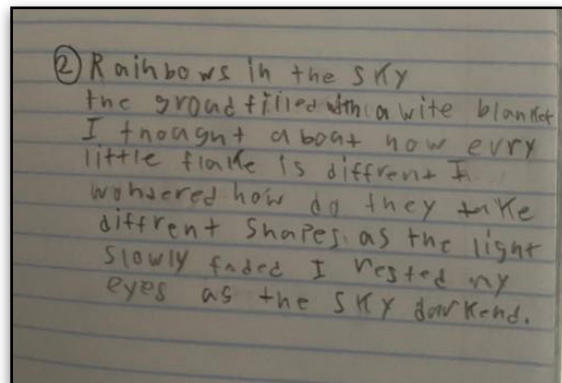 ② Rainbows in the sky
the groud filled with a wite blanket
I thought about how evry
little flake is diffrent I
wondered how do they take
diffrent shapes. as the light
slowly faded I rested my
eyes as the sky darkend.